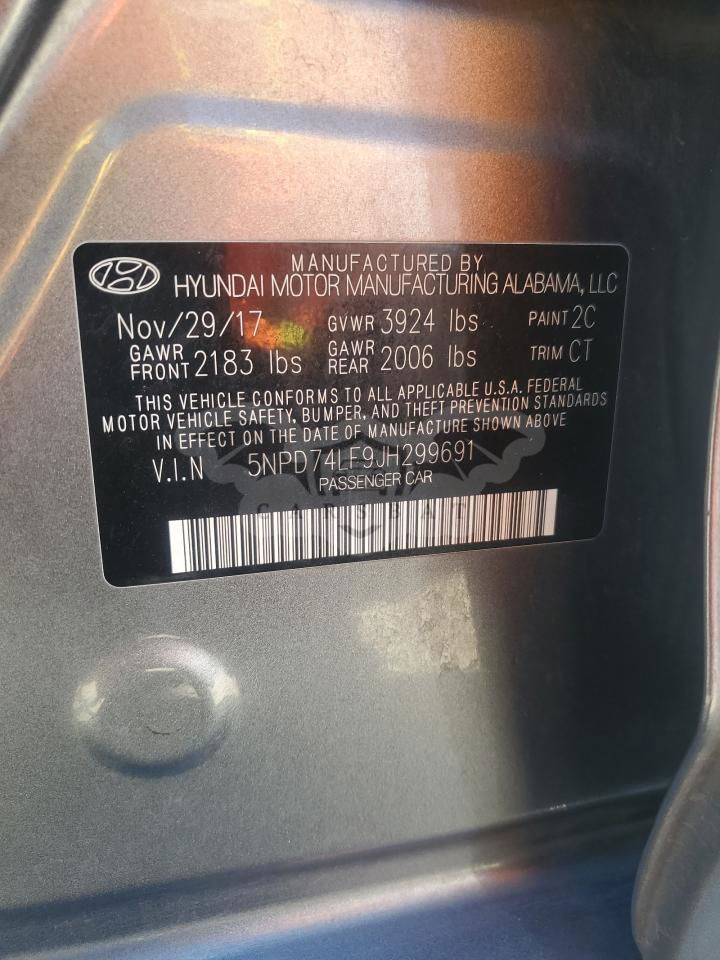 MANUFACTURED BY
HYUNDAI MOTOR MANUFACTURING ALABAMA, LLC
Nov/29/17 GVWR 3924 lbs PAINT 2C
GAWR FRONT 2183 lbs GAWR REAR 2006 lbs TRIM CT
THIS VEHICLE CONFORMS TO ALL APPLICABLE U.S.A. FEDERAL
MOTOR VEHICLE SAFETY, BUMPER, AND THEFT PREVENTION STANDARDS
IN EFFECT ON THE DATE OF MANUFACTURE SHOWN ABOVE
V.I.N 5NPD74LF9JH299691
PASSENGER CAR
CARSBAT